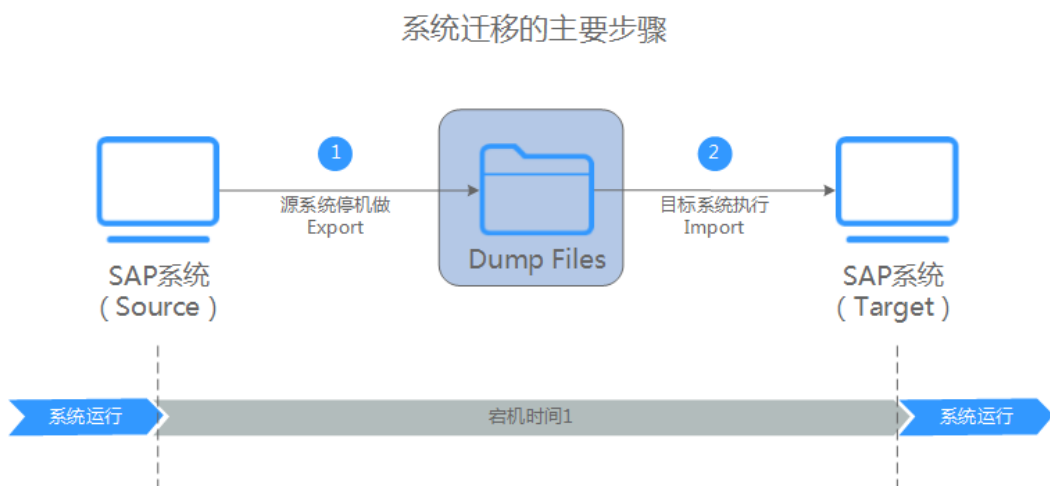 系统迁移的主要步骤
1
2
源系统停机做
Export
目标系统执行
Import
Dump Files
SAP系统
（Source）
SAP系统
（Target）
系统运行
宕机时间1
系统运行